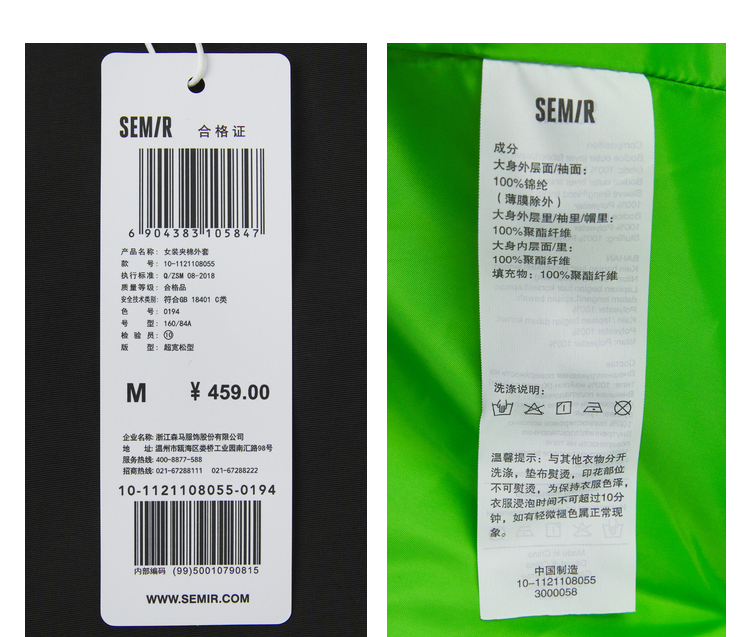 SEMIR 合格证
6 904383 105847
产品名称: 女装夹棉外套
款 号: 10-1121108055
执行标准: Q/ZSM 08-2018
质量等级: 合格品
安全技术类别: 符合GB 18401 C类
色 号: 0194
号 型: 160/84A
检 验 员: ⑩
版 型: 超宽松型
M ¥ 459.00
企业名称: 浙江森马服饰股份有限公司
地 址: 温州市瓯海区娄桥工业园南汇路98号
服务热线: 400-8877-588
招商热线: 021-67288111 021-67288222
10-1121108055-0194
内部编码 (99)50010790815
WWW.SEMIR.COM
SEMIR
成分
大身外层面/袖面:
100%锦纶
(薄膜除外)
大身外层里/袖里/帽里:
100%聚酯纤维
大身内层面/里:
100%聚酯纤维
填充物: 100%聚酯纤维
洗涤说明:
温馨提示: 与其他衣物分开
洗涤, 垫布熨烫, 印花部位
不可熨烫, 为保持衣服色泽,
衣服浸泡时间不可超过10分
钟, 如有轻微褪色属正常现
象。
中国制造
10-1121108055
3000058